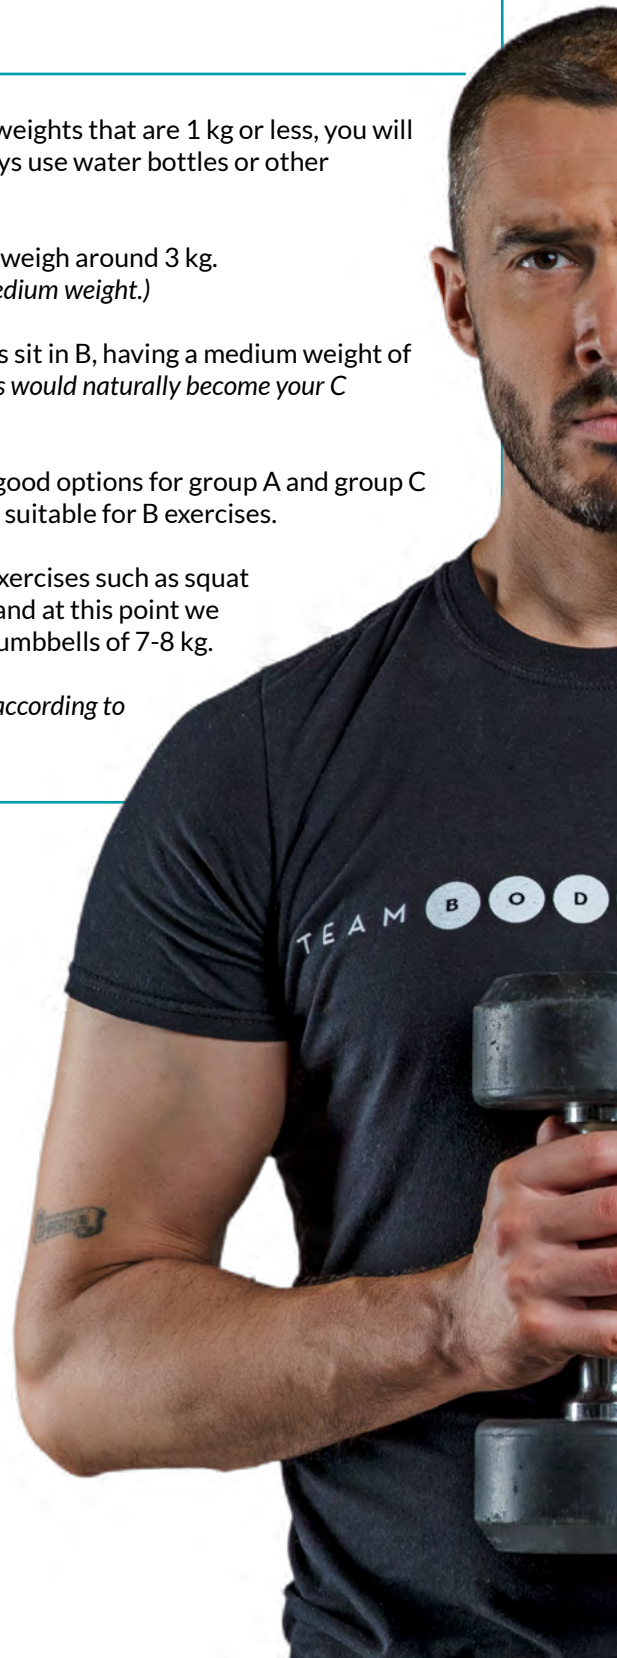 weights that are 1 kg or less, you will
ys use water bottles or other
weigh around 3 kg.
edium weight.)
s sit in B, having a medium weight of
s would naturally become your C
good options for group A and group C
suitable for B exercises.
xercises such as squat
and at this point we
umbbells of 7-8 kg.
according to
TEAM BOD